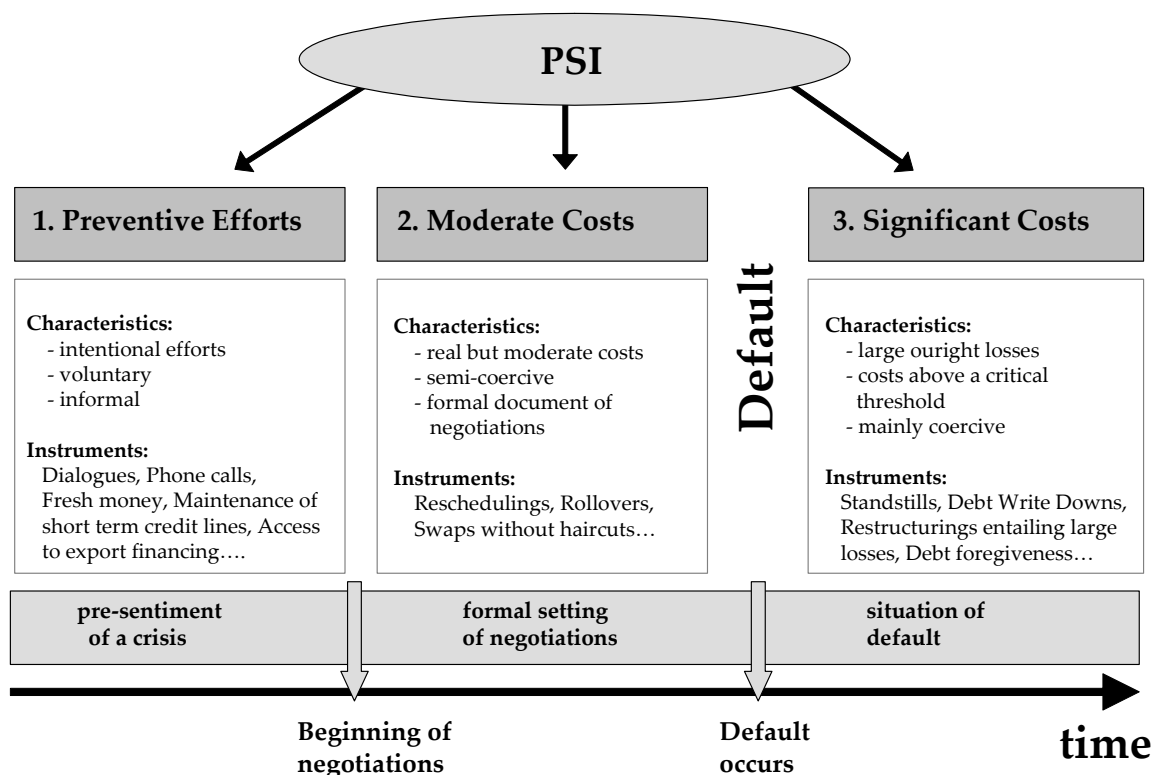 PSI
1. Preventive Efforts
Characteristics:
- intentional efforts
- voluntary
- informal
Instruments:
Dialogues, Phone calls,
Fresh money, Maintenance of
short term credit lines, Access
to export financing….
2. Moderate Costs
Characteristics:
- real but moderate costs
- semi-coercive
- formal document of
negotiations
Instruments:
Reschedulings, Rollovers,
Swaps without haircuts…
Default
3. Significant Costs
Characteristics:
- large ouright losses
- costs above a critical
threshold
- mainly coercive
Instruments:
Standstills, Debt Write Downs,
Restructurings entailing large
losses, Debt foregiveness…
pre-sentiment
of a crisis
formal setting
of negotiations
situation of
default
Beginning of
negotiations
Default
occurs
time